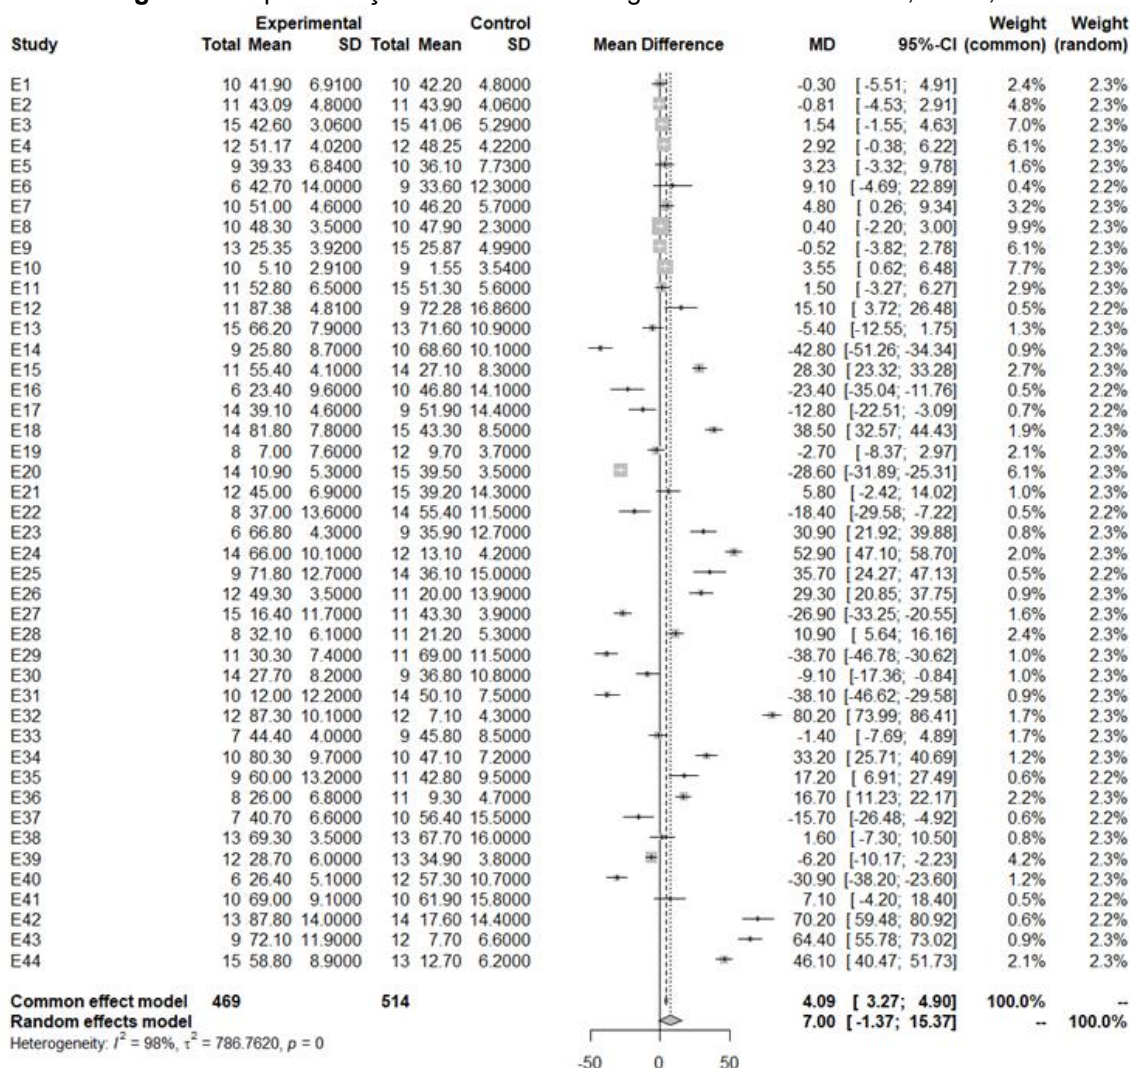 Experimental Control Weight Weight
Study Total Mean SD Total Mean SD Mean Difference MD 95%-CI (common) (random)
E1 10 41.90 6.9100 10 42.20 4.8000 -0.30 [-5.51; 4.91] 2.4% 2.3%
E2 11 43.09 4.8000 11 43.90 4.0600 -0.81 [-4.53; 2.91] 4.8% 2.3%
E3 15 42.60 3.0600 15 41.06 5.2900 1.54 [-1.55; 4.63] 7.0% 2.3%
E4 12 51.17 4.0200 12 48.25 4.2200 2.92 [-0.38; 6.22] 6.1% 2.3%
E5 9 39.33 6.8400 10 36.10 7.7300 3.23 [-3.32; 9.78] 1.6% 2.3%
E6 6 42.70 14.0000 9 33.60 12.3000 9.10 [-4.69; 22.89] 0.4% 2.2%
E7 10 51.00 4.6000 10 46.20 5.7000 4.80 [ 0.26; 9.34] 3.2% 2.3%
E8 10 48.30 3.5000 10 47.90 2.3000 0.40 [-2.20; 3.00] 9.9% 2.3%
E9 13 25.35 3.9200 15 25.87 4.9900 -0.52 [-3.82; 2.78] 6.1% 2.3%
E10 10 5.10 2.9100 9 1.55 3.5400 3.55 [ 0.62; 6.48] 7.7% 2.3%
E11 11 52.80 6.5000 15 51.30 5.6000 1.50 [-3.27; 6.27] 2.9% 2.3%
E12 11 87.38 4.8100 9 72.28 16.8600 15.10 [ 3.72; 26.48] 0.5% 2.2%
E13 15 66.20 7.9000 13 71.60 10.9000 -5.40 [-12.55; 1.75] 1.3% 2.3%
E14 9 25.80 8.7000 10 68.60 10.1000 -42.80 [-51.26; -34.34] 0.9% 2.3%
E15 11 55.40 4.1000 14 27.10 8.3000 28.30 [ 23.32; 33.28] 2.7% 2.3%
E16 6 23.40 9.6000 10 46.80 14.1000 -23.40 [-35.04; -11.76] 0.5% 2.2%
E17 14 39.10 4.6000 9 51.90 14.4000 -12.80 [-22.51; -3.09] 0.7% 2.2%
E18 14 81.80 7.8000 15 43.30 8.5000 38.50 [ 32.57; 44.43] 1.9% 2.3%
E19 8 7.00 7.6000 12 9.70 3.7000 -2.70 [-8.37; 2.97] 2.1% 2.3%
E20 14 10.90 5.3000 15 39.50 3.5000 -28.60 [-31.89; -25.31] 6.1% 2.3%
E21 12 45.00 6.9000 15 39.20 14.3000 5.80 [-2.42; 14.02] 1.0% 2.3%
E22 8 37.00 13.6000 14 55.40 11.5000 -18.40 [-29.58; -7.22] 0.5% 2.2%
E23 6 66.80 4.3000 9 35.90 12.7000 30.90 [ 21.92; 39.88] 0.8% 2.3%
E24 14 66.00 10.1000 12 13.10 4.2000 52.90 [ 47.10; 58.70] 2.0% 2.3%
E25 9 71.80 12.7000 14 36.10 15.0000 35.70 [ 24.27; 47.13] 0.5% 2.2%
E26 12 49.30 3.5000 11 20.00 13.9000 29.30 [ 20.85; 37.75] 0.9% 2.3%
E27 15 16.40 11.7000 11 43.30 3.9000 -26.90 [-33.25; -20.55] 1.6% 2.3%
E28 8 32.10 6.1000 11 21.20 5.3000 10.90 [ 5.64; 16.16] 2.4% 2.3%
E29 11 30.30 7.4000 11 69.00 11.5000 -38.70 [-46.78; -30.62] 1.0% 2.3%
E30 14 27.70 8.2000 9 36.80 10.8000 -9.10 [-17.36; -0.84] 1.0% 2.3%
E31 10 12.00 12.2000 14 50.10 7.5000 -38.10 [-46.62; -29.58] 0.9% 2.3%
E32 12 87.30 10.1000 12 7.10 4.3000 80.20 [ 73.99; 86.41] 1.7% 2.3%
E33 7 44.40 4.0000 9 45.80 8.5000 -1.40 [-7.69; 4.89] 1.7% 2.3%
E34 10 80.30 9.7000 10 47.10 7.2000 33.20 [ 25.71; 40.69] 1.2% 2.3%
E35 9 60.00 13.2000 11 42.80 9.5000 17.20 [ 6.91; 27.49] 0.6% 2.2%
E36 8 26.00 6.8000 11 9.30 4.7000 16.70 [ 11.23; 22.17] 2.2% 2.3%
E37 7 40.70 6.6000 10 56.40 15.5000 -15.70 [-26.48; -4.92] 0.6% 2.2%
E38 13 69.30 3.5000 13 67.70 16.0000 1.60 [-7.30; 10.50] 0.8% 2.3%
E39 12 28.70 6.0000 13 34.90 3.8000 -6.20 [-10.17; -2.23] 4.2% 2.3%
E40 6 26.40 5.1000 12 57.30 10.7000 -30.90 [-38.20; -23.60] 1.2% 2.3%
E41 10 69.00 9.1000 10 61.90 15.8000 7.10 [-4.20; 18.40] 0.5% 2.2%
E42 13 87.80 14.0000 14 17.60 14.4000 70.20 [ 59.48; 80.92] 0.6% 2.2%
E43 9 72.10 11.9000 12 7.70 6.6000 64.40 [ 55.78; 73.02] 0.9% 2.3%
E44 15 58.80 8.9000 13 12.70 6.2000 46.10 [ 40.47; 51.73] 2.1% 2.3%
Common effect model 469 514 4.09 [ 3.27; 4.90] 100.0% --
Random effects model 7.00 [-1.37; 15.37] -- 100.0%
Heterogeneity: I² = 98%, τ² = 786.7620, p = 0
-50 0 50